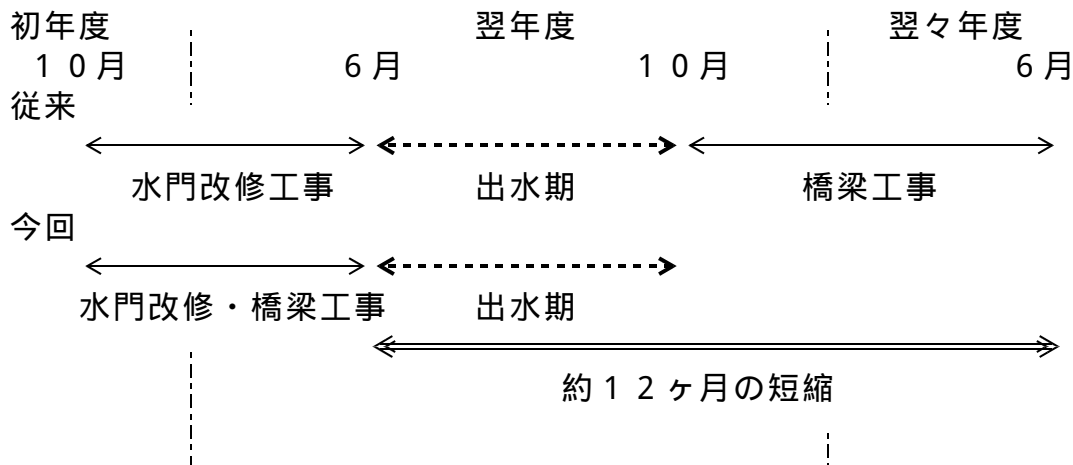 初年度 翌年度 翌々年度
10月 6月 10月 6月
従来
水門改修工事 出水期 橋梁工事
今回
水門改修・橋梁工事 出水期
約12ヶ月の短縮